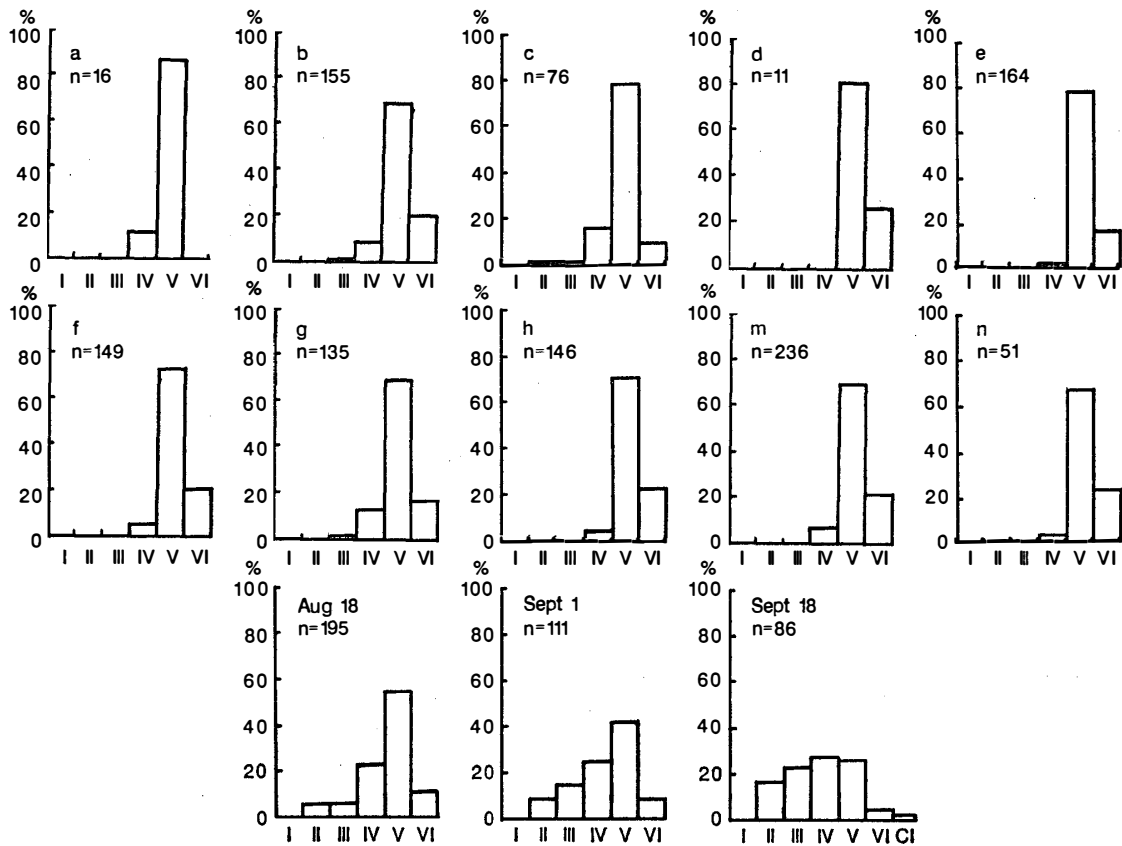 %
100
80
60
40
20
0
a
n=16
I II III IV V VI
%
100
80
60
40
20
0
b
n=155
I II III IV V VI
%
100
80
60
40
20
0
c
n=76
I II III IV V VI
%
100
80
60
40
20
0
d
n=11
I II III IV V VI
%
100
80
60
40
20
0
e
n=164
I II III IV V VI
%
100
80
60
40
20
0
f
n=149
I II III IV V VI
%
100
80
60
40
20
0
g
n=135
I II III IV V VI
%
100
80
60
40
20
0
h
n=146
I II III IV V VI
%
100
80
60
40
20
0
m
n=236
I II III IV V VI
%
100
80
60
40
20
0
n
n=51
I II III IV V VI
%
100
80
60
40
20
0
Aug 18
n=195
I II III IV V VI
%
100
80
60
40
20
0
Sept 1
n=111
I II III IV V VI
%
100
80
60
40
20
0
Sept 18
n=86
I II III IV V VI CI